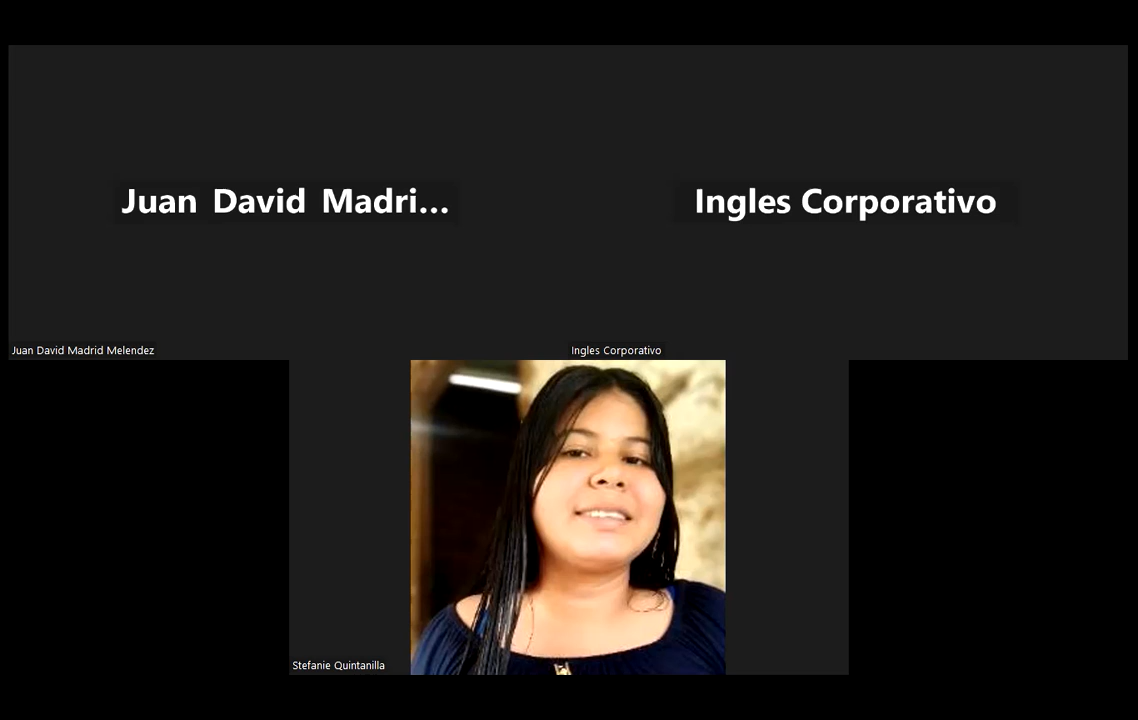 Juan David Madri...
Ingles Corporativo
Juan David Madrid Melendez
Ingles Corporativo
Stefanie Quintanilla